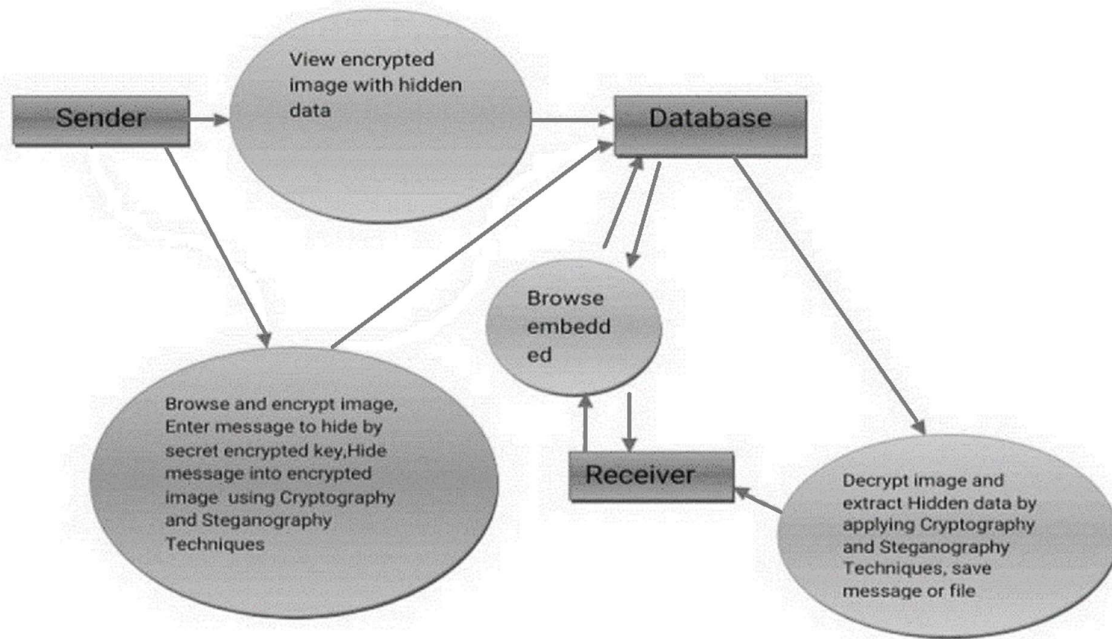 View encrypted
image with hidden
data
Sender
Database
Browse
embedd
ed
Browse and encrypt image,
Enter message to hide by
secret encrypted key,Hide
message into encrypted
image using Cryptography
and Steganography
Techniques
Receiver
Decrypt image and
extract Hidden data by
applying Cryptography
and Steganography
Techniques, save
message or file